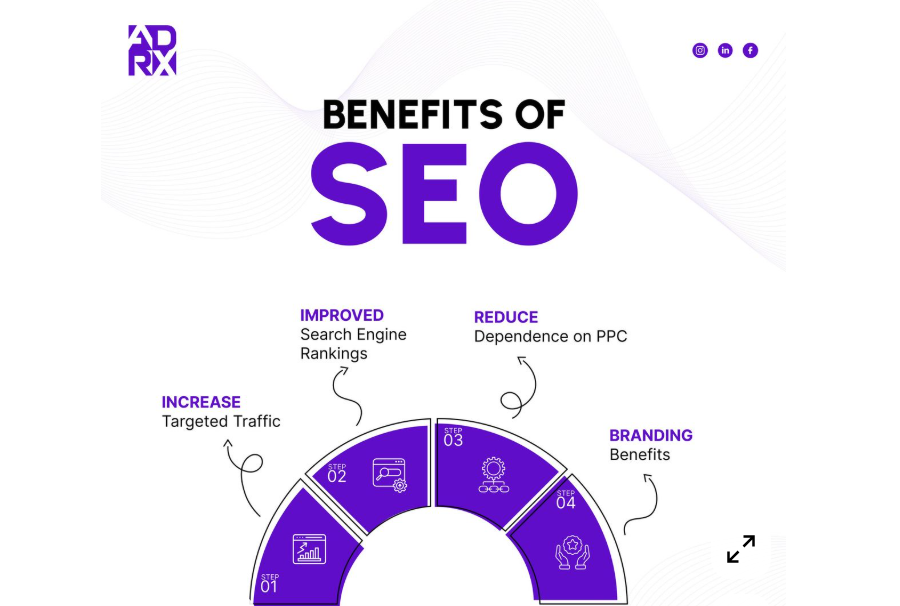 AD
RX
BENEFITS OF
SEO
IMPROVED
Search Engine
Rankings
REDUCE
Dependence on PPC
INCREASE
Targeted Traffic
BRANDING
Benefits
STEP
01
STEP
02
STEP
03
STEP
04